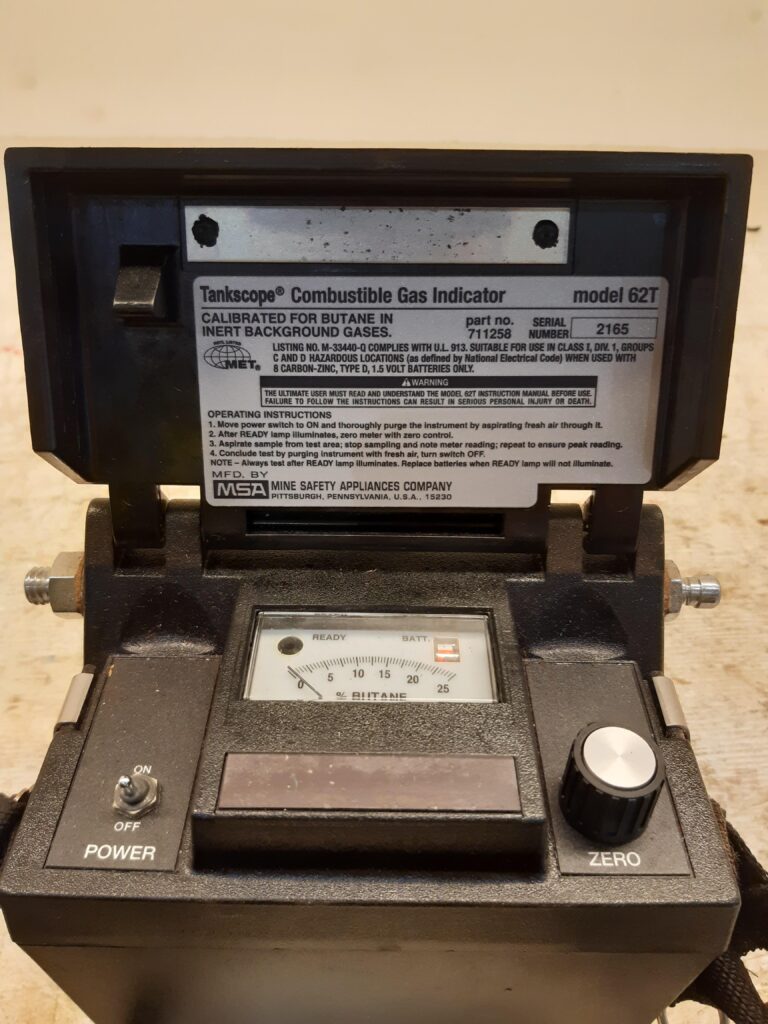 Tankscope® Combustible Gas Indicator model 62T
CALIBRATED FOR BUTANE IN
INERT BACKGROUND GASES.
part no.
711258
SERIAL
NUMBER
2165
LISTING NO. M-33440-Q COMPLIES WITH U.L. 913. SUITABLE FOR USE IN CLASS I, DIV. 1, GROUPS
C AND D HAZARDOUS LOCATIONS (as defined by National Electrical Code) WHEN USED WITH
8 CARBON-ZINC, TYPE D, 1.5 VOLT BATTERIES ONLY.
MET
⚠WARNING
THE ULTIMATE USER MUST READ AND UNDERSTAND THE MODEL 62T INSTRUCTION MANUAL BEFORE USE.
FAILURE TO FOLLOW THE INSTRUCTIONS CAN RESULT IN SERIOUS PERSONAL INJURY OR DEATH.
OPERATING INSTRUCTIONS
1. Move power switch to ON and thoroughly purge the instrument by aspirating fresh air through it.
2. After READY lamp illuminates, zero meter with zero control.
3. Aspirate sample from test area; stop sampling and note meter reading; repeat to ensure peak reading.
4. Conclude test by purging instrument with fresh air, turn switch OFF.
NOTE – Always test after READY lamp illuminates. Replace batteries when READY lamp will not illuminate.
MFD. BY
MSA MINE SAFETY APPLIANCES COMPANY
PITTSBURGH, PENNSYLVANIA, U.S.A., 15230
READY BATT.
0 5 10 15 20 25
% BUTANE
ON
OFF
POWER
ZERO